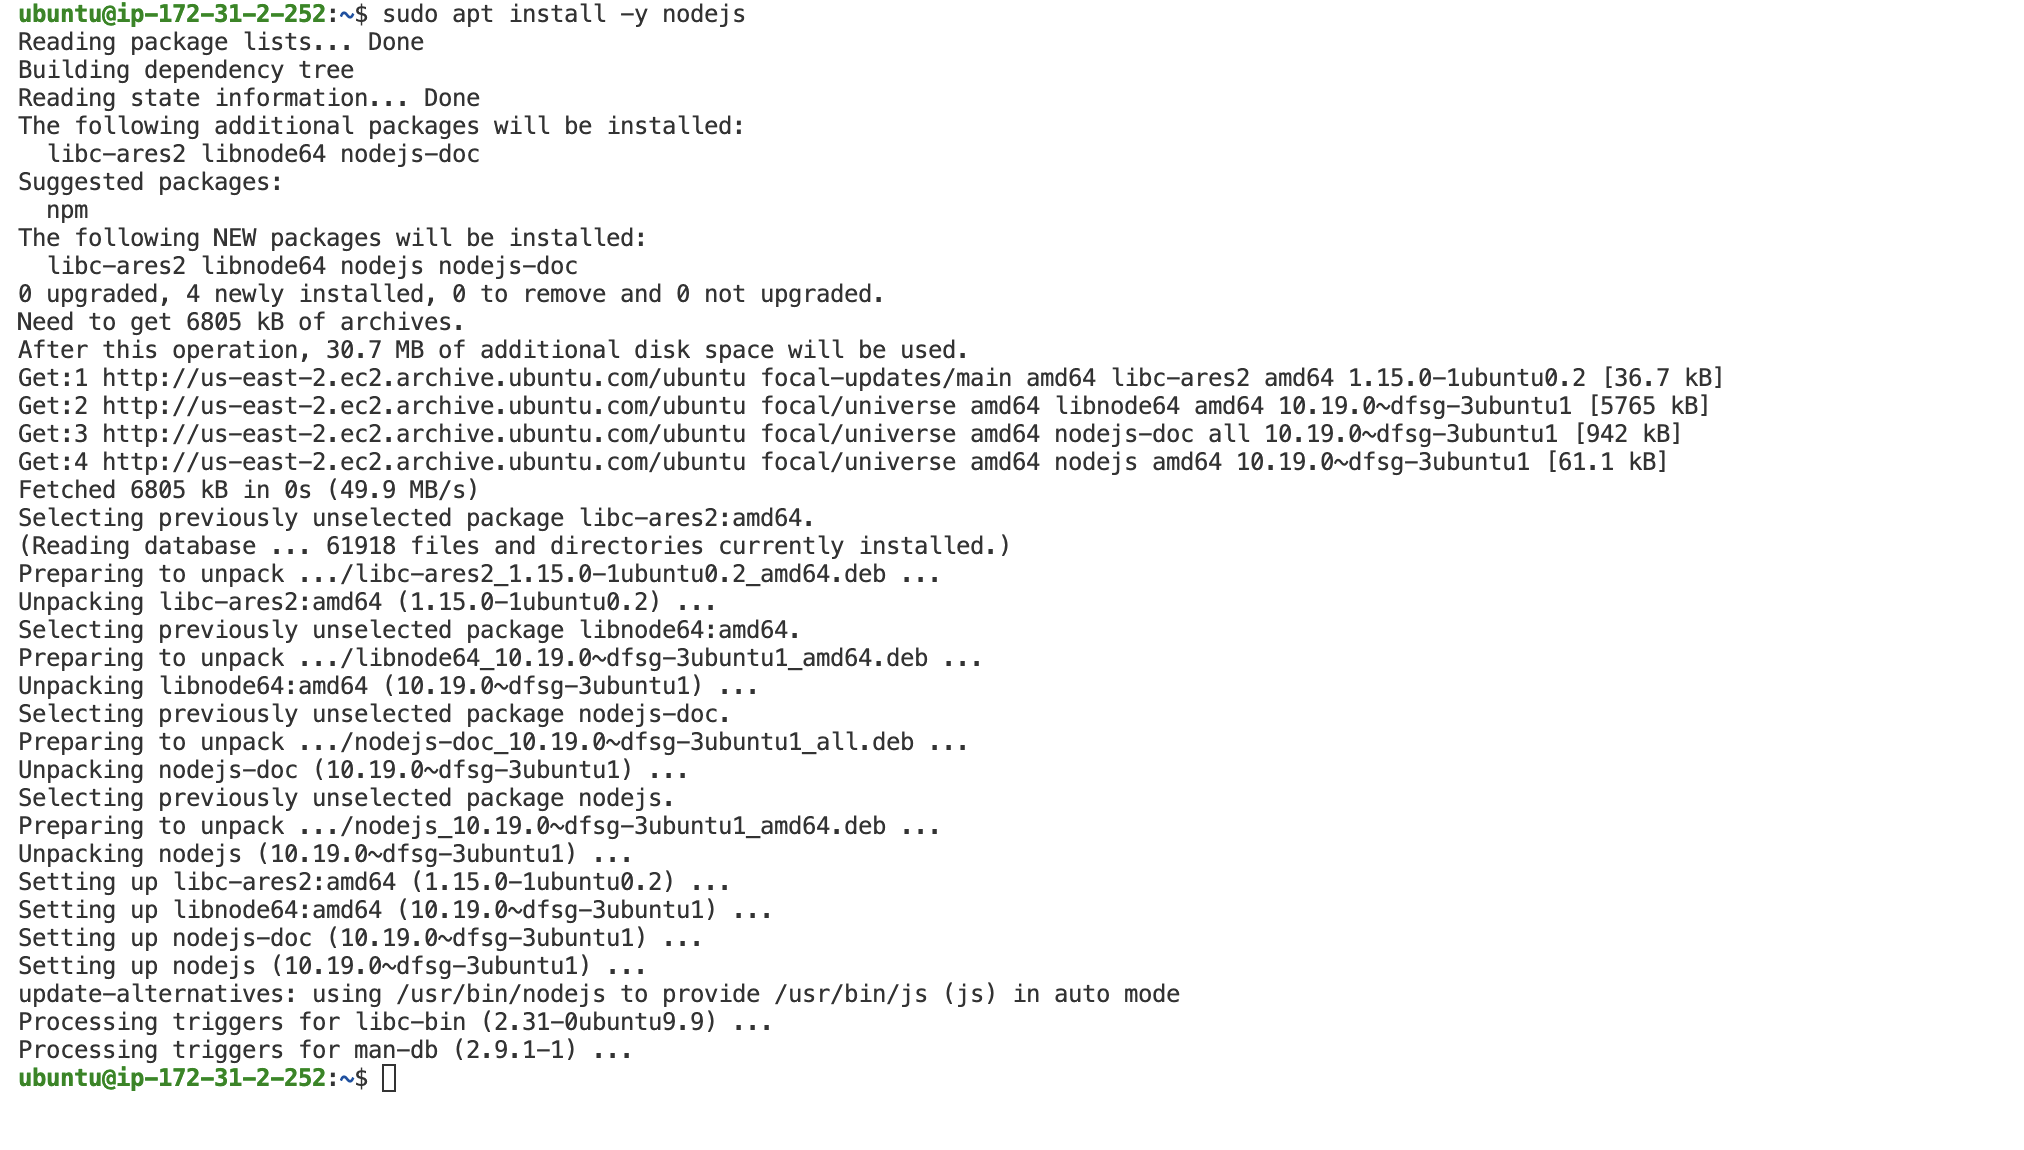 ubuntu@ip-172-31-2-252:~$ sudo apt install -y nodejs
Reading package lists... Done
Building dependency tree
Reading state information... Done
The following additional packages will be installed:
  libc-ares2 libnode64 nodejs-doc
Suggested packages:
  npm
The following NEW packages will be installed:
  libc-ares2 libnode64 nodejs nodejs-doc
0 upgraded, 4 newly installed, 0 to remove and 0 not upgraded.
Need to get 6805 kB of archives.
After this operation, 30.7 MB of additional disk space will be used.
Get:1 http://us-east-2.ec2.archive.ubuntu.com/ubuntu focal-updates/main amd64 libc-ares2 amd64 1.15.0-1ubuntu0.2 [36.7 kB]
Get:2 http://us-east-2.ec2.archive.ubuntu.com/ubuntu focal/universe amd64 libnode64 amd64 10.19.0~dfsg-3ubuntu1 [5765 kB]
Get:3 http://us-east-2.ec2.archive.ubuntu.com/ubuntu focal/universe amd64 nodejs-doc all 10.19.0~dfsg-3ubuntu1 [942 kB]
Get:4 http://us-east-2.ec2.archive.ubuntu.com/ubuntu focal/universe amd64 nodejs amd64 10.19.0~dfsg-3ubuntu1 [61.1 kB]
Fetched 6805 kB in 0s (49.9 MB/s)
Selecting previously unselected package libc-ares2:amd64.
(Reading database ... 61918 files and directories currently installed.)
Preparing to unpack .../libc-ares2_1.15.0-1ubuntu0.2_amd64.deb ...
Unpacking libc-ares2:amd64 (1.15.0-1ubuntu0.2) ...
Selecting previously unselected package libnode64:amd64.
Preparing to unpack .../libnode64_10.19.0~dfsg-3ubuntu1_amd64.deb ...
Unpacking libnode64:amd64 (10.19.0~dfsg-3ubuntu1) ...
Selecting previously unselected package nodejs-doc.
Preparing to unpack .../nodejs-doc_10.19.0~dfsg-3ubuntu1_all.deb ...
Unpacking nodejs-doc (10.19.0~dfsg-3ubuntu1) ...
Selecting previously unselected package nodejs.
Preparing to unpack .../nodejs_10.19.0~dfsg-3ubuntu1_amd64.deb ...
Unpacking nodejs (10.19.0~dfsg-3ubuntu1) ...
Setting up libc-ares2:amd64 (1.15.0-1ubuntu0.2) ...
Setting up libnode64:amd64 (10.19.0~dfsg-3ubuntu1) ...
Setting up nodejs-doc (10.19.0~dfsg-3ubuntu1) ...
Setting up nodejs (10.19.0~dfsg-3ubuntu1) ...
update-alternatives: using /usr/bin/nodejs to provide /usr/bin/js (js) in auto mode
Processing triggers for libc-bin (2.31-0ubuntu9.9) ...
Processing triggers for man-db (2.9.1-1) ...
ubuntu@ip-172-31-2-252:~$